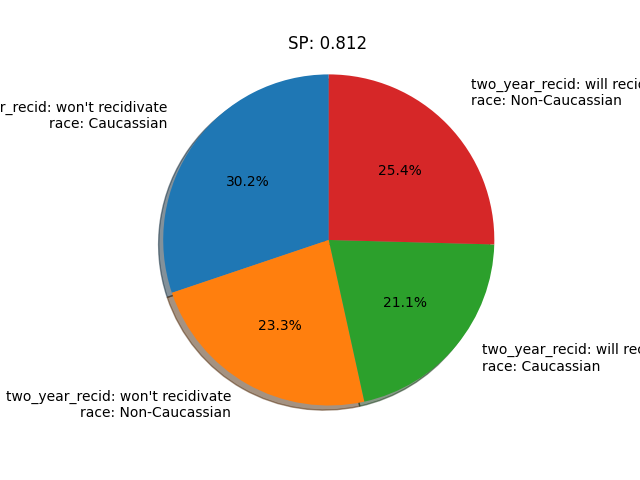 SP: 0.812
two_year_recid: will
race: Non-Caucassian
won't recidivate
race: Caucassian
25.4%
30.2%
21.1%
23.3%
two_year_recid: will
race: Caucassian
two_year_recid: won't recidivate
race: Non-Caucassian